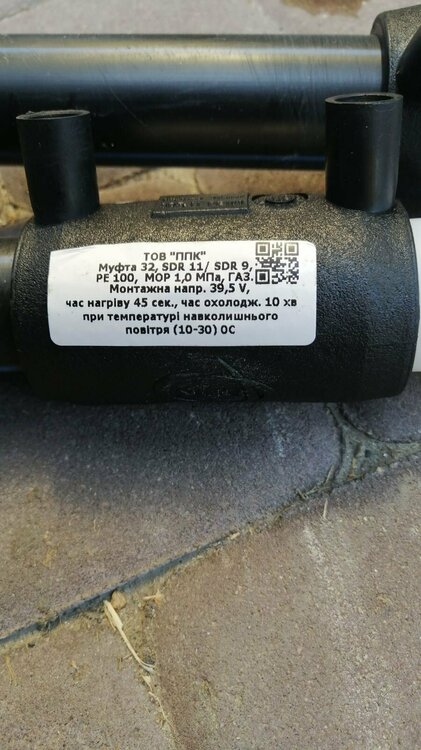 ТОВ "ППК"
Муфта 32, SDR 11/ SDR 9,
PE 100, MOP 1,0 МПа, ГАЗ.
Монтажна напр. 39,5 V,
час нагріву 45 сек., час охолодж. 10 хв
при температурі навколишнього
повітря (10-30) 0С